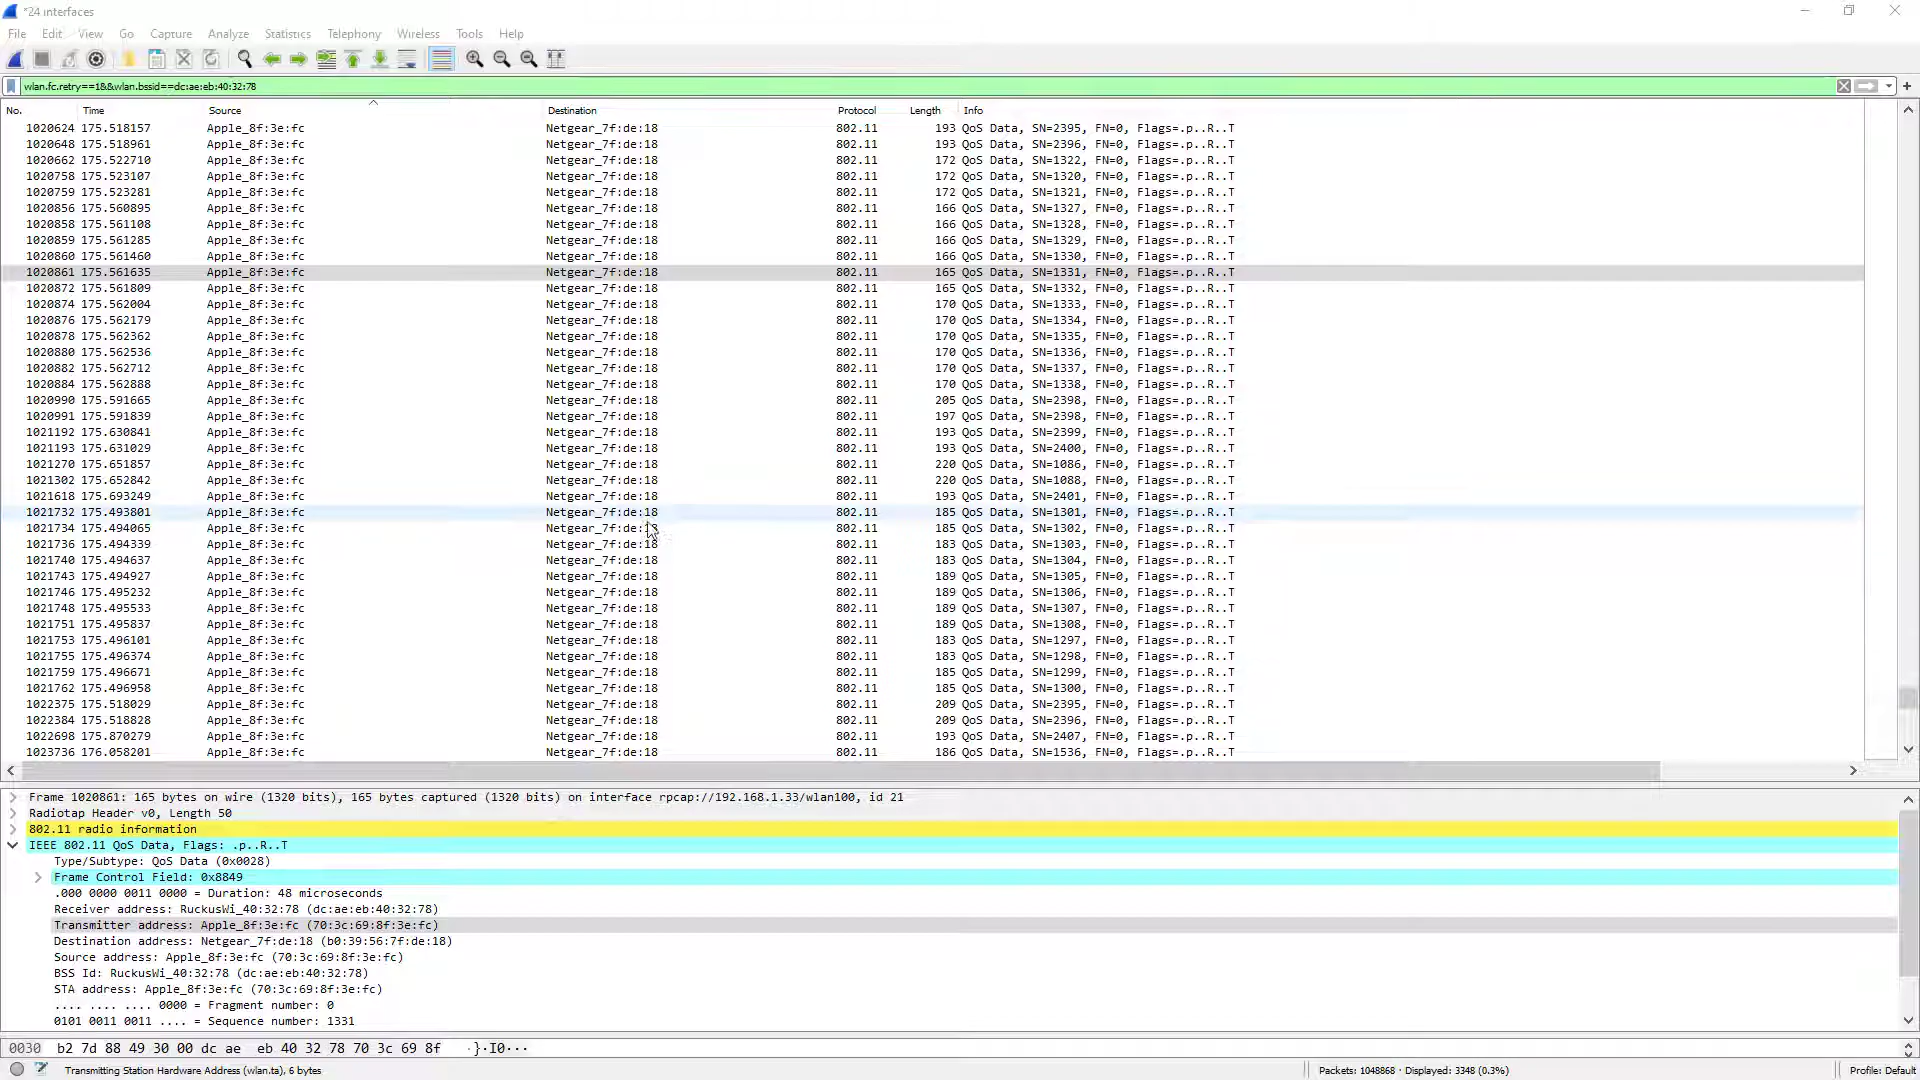 *24 interfaces
File Edit View Go Capture Analyze Statistics Telephony Wireless Tools Help
wlan.fc.retry==1&&wlan.bssid==dc:ae:eb:40:32:78
No. Time Source Destination Protocol Length Info
1020624 175.518157 Apple_8f:3e:fc Netgear_7f:de:18 802.11 193 QoS Data, SN=2395, FN=0, Flags=.p..R..T
1020648 175.518961 Apple_8f:3e:fc Netgear_7f:de:18 802.11 193 QoS Data, SN=2396, FN=0, Flags=.p..R..T
1020662 175.522710 Apple_8f:3e:fc Netgear_7f:de:18 802.11 172 QoS Data, SN=1322, FN=0, Flags=.p..R..T
1020758 175.523107 Apple_8f:3e:fc Netgear_7f:de:18 802.11 172 QoS Data, SN=1320, FN=0, Flags=.p..R..T
1020759 175.523281 Apple_8f:3e:fc Netgear_7f:de:18 802.11 172 QoS Data, SN=1321, FN=0, Flags=.p..R..T
1020856 175.560895 Apple_8f:3e:fc Netgear_7f:de:18 802.11 166 QoS Data, SN=1327, FN=0, Flags=.p..R..T
1020858 175.561108 Apple_8f:3e:fc Netgear_7f:de:18 802.11 166 QoS Data, SN=1328, FN=0, Flags=.p..R..T
1020859 175.561285 Apple_8f:3e:fc Netgear_7f:de:18 802.11 166 QoS Data, SN=1329, FN=0, Flags=.p..R..T
1020860 175.561460 Apple_8f:3e:fc Netgear_7f:de:18 802.11 166 QoS Data, SN=1330, FN=0, Flags=.p..R..T
1020861 175.561635 Apple_8f:3e:fc Netgear_7f:de:18 802.11 165 QoS Data, SN=1331, FN=0, Flags=.p..R..T
1020872 175.561809 Apple_8f:3e:fc Netgear_7f:de:18 802.11 165 QoS Data, SN=1332, FN=0, Flags=.p..R..T
1020874 175.562004 Apple_8f:3e:fc Netgear_7f:de:18 802.11 170 QoS Data, SN=1333, FN=0, Flags=.p..R..T
1020876 175.562179 Apple_8f:3e:fc Netgear_7f:de:18 802.11 170 QoS Data, SN=1334, FN=0, Flags=.p..R..T
1020878 175.562362 Apple_8f:3e:fc Netgear_7f:de:18 802.11 170 QoS Data, SN=1335, FN=0, Flags=.p..R..T
1020880 175.562536 Apple_8f:3e:fc Netgear_7f:de:18 802.11 170 QoS Data, SN=1336, FN=0, Flags=.p..R..T
1020882 175.562712 Apple_8f:3e:fc Netgear_7f:de:18 802.11 170 QoS Data, SN=1337, FN=0, Flags=.p..R..T
1020884 175.562888 Apple_8f:3e:fc Netgear_7f:de:18 802.11 170 QoS Data, SN=1338, FN=0, Flags=.p..R..T
1020990 175.591665 Apple_8f:3e:fc Netgear_7f:de:18 802.11 205 QoS Data, SN=2398, FN=0, Flags=.p..R..T
1020991 175.591839 Apple_8f:3e:fc Netgear_7f:de:18 802.11 197 QoS Data, SN=2398, FN=0, Flags=.p..R..T
1021192 175.630841 Apple_8f:3e:fc Netgear_7f:de:18 802.11 193 QoS Data, SN=2399, FN=0, Flags=.p..R..T
1021193 175.631029 Apple_8f:3e:fc Netgear_7f:de:18 802.11 193 QoS Data, SN=2400, FN=0, Flags=.p..R..T
1021270 175.651857 Apple_8f:3e:fc Netgear_7f:de:18 802.11 220 QoS Data, SN=1086, FN=0, Flags=.p..R..T
1021302 175.652842 Apple_8f:3e:fc Netgear_7f:de:18 802.11 220 QoS Data, SN=1088, FN=0, Flags=.p..R..T
1021618 175.693249 Apple_8f:3e:fc Netgear_7f:de:18 802.11 193 QoS Data, SN=2401, FN=0, Flags=.p..R..T
1021732 175.493801 Apple_8f:3e:fc Netgear_7f:de:18 802.11 185 QoS Data, SN=1301, FN=0, Flags=.p..R..T
1021734 175.494065 Apple_8f:3e:fc Netgear_7f:de: 802.11 185 QoS Data, SN=1302, FN=0, Flags=.p..R..T
1021736 175.494339 Apple_8f:3e:fc Netgear_7f:de:18 802.11 183 QoS Data, SN=1303, FN=0, Flags=.p..R..T
1021740 175.494637 Apple_8f:3e:fc Netgear_7f:de:18 802.11 183 QoS Data, SN=1304, FN=0, Flags=.p..R..T
1021743 175.494927 Apple_8f:3e:fc Netgear_7f:de:18 802.11 189 QoS Data, SN=1305, FN=0, Flags=.p..R..T
1021746 175.495232 Apple_8f:3e:fc Netgear_7f:de:18 802.11 189 QoS Data, SN=1306, FN=0, Flags=.p..R..T
1021748 175.495533 Apple_8f:3e:fc Netgear_7f:de:18 802.11 189 QoS Data, SN=1307, FN=0, Flags=.p..R..T
1021751 175.495837 Apple_8f:3e:fc Netgear_7f:de:18 802.11 189 QoS Data, SN=1308, FN=0, Flags=.p..R..T
1021753 175.496101 Apple_8f:3e:fc Netgear_7f:de:18 802.11 183 QoS Data, SN=1297, FN=0, Flags=.p..R..T
1021755 175.496374 Apple_8f:3e:fc Netgear_7f:de:18 802.11 183 QoS Data, SN=1298, FN=0, Flags=.p..R..T
1021759 175.496671 Apple_8f:3e:fc Netgear_7f:de:18 802.11 185 QoS Data, SN=1299, FN=0, Flags=.p..R..T
1021762 175.496958 Apple_8f:3e:fc Netgear_7f:de:18 802.11 185 QoS Data, SN=1300, FN=0, Flags=.p..R..T
1022375 175.518029 Apple_8f:3e:fc Netgear_7f:de:18 802.11 209 QoS Data, SN=2395, FN=0, Flags=.p..R..T
1022384 175.518828 Apple_8f:3e:fc Netgear_7f:de:18 802.11 209 QoS Data, SN=2396, FN=0, Flags=.p..R..T
1022698 175.870279 Apple_8f:3e:fc Netgear_7f:de:18 802.11 193 QoS Data, SN=2407, FN=0, Flags=.p..R..T
1023736 176.058201 Apple_8f:3e:fc Netgear_7f:de:18 802.11 186 QoS Data, SN=1536, FN=0, Flags=.p..R..T
Frame 1020861: 165 bytes on wire (1320 bits), 165 bytes captured (1320 bits) on interface rpcap://192.168.1.33/wlan100, id 21
Radiotap Header v0, Length 50
802.11 radio information
IEEE 802.11 QoS Data, Flags: .p..R..T
Type/Subtype: QoS Data (0x0028)
Frame Control Field: 0x8849
.000 0000 0011 0000 = Duration: 48 microseconds
Receiver address: RuckusWi_40:32:78 (dc:ae:eb:40:32:78)
Transmitter address: Apple_8f:3e:fc (70:3c:69:8f:3e:fc)
Destination address: Netgear_7f:de:18 (b0:39:56:7f:de:18)
Source address: Apple_8f:3e:fc (70:3c:69:8f:3e:fc)
BSS Id: RuckusWi_40:32:78 (dc:ae:eb:40:32:78)
STA address: Apple_8f:3e:fc (70:3c:69:8f:3e:fc)
.... .... .... 0000 = Fragment number: 0
0101 0011 0011 .... = Sequence number: 1331
0030 b2 7d 88 49 30 00 dc ae eb 40 32 78 70 3c 69 8f ·}·I0···
Transmitting Station Hardware Address (wlan.ta), 6 bytes Packets: 1048868 · Displayed: 3348 (0.3%) Profile: Default